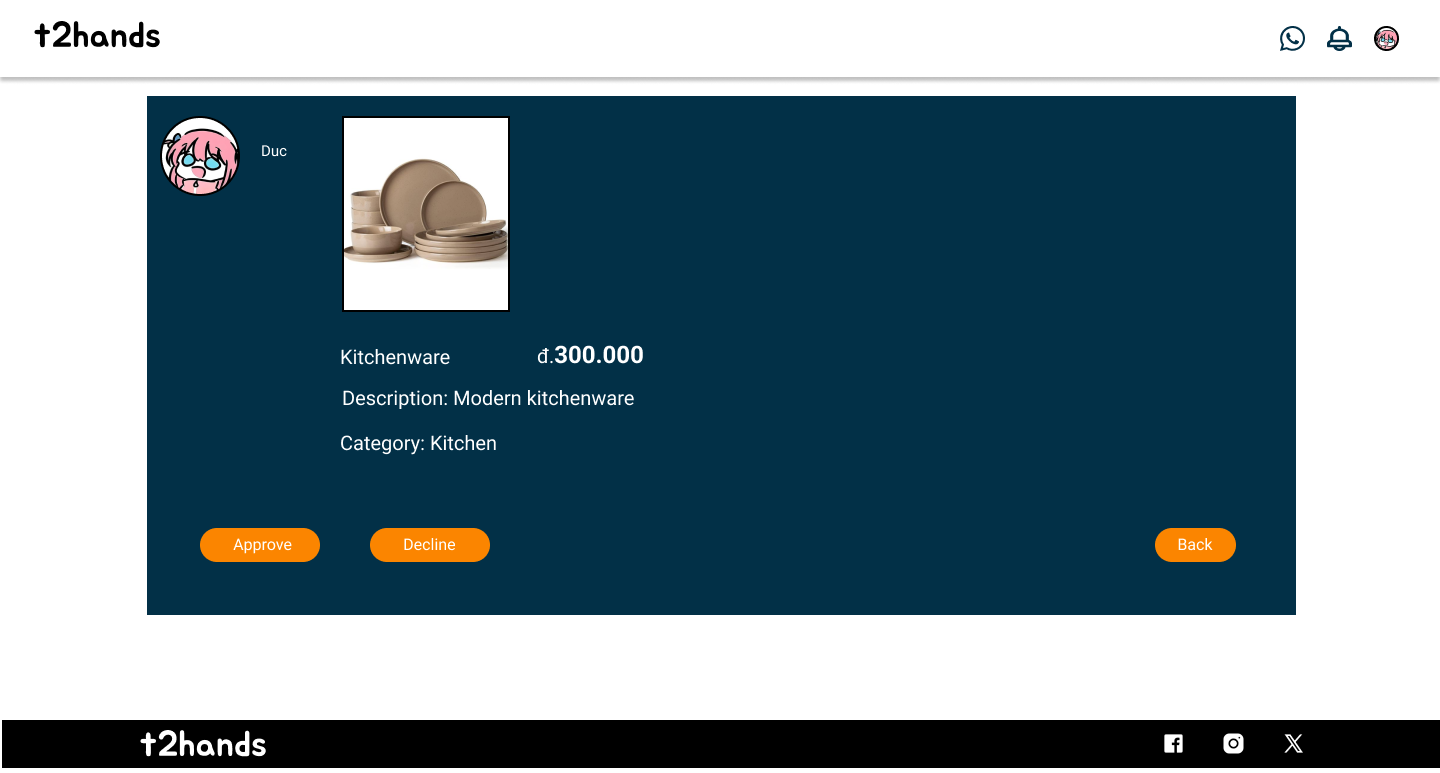 t2hands
Duc
Kitchenware
đ.300.000
Description: Modern kitchenware
Category: Kitchen
Approve
Decline
Back
t2hands